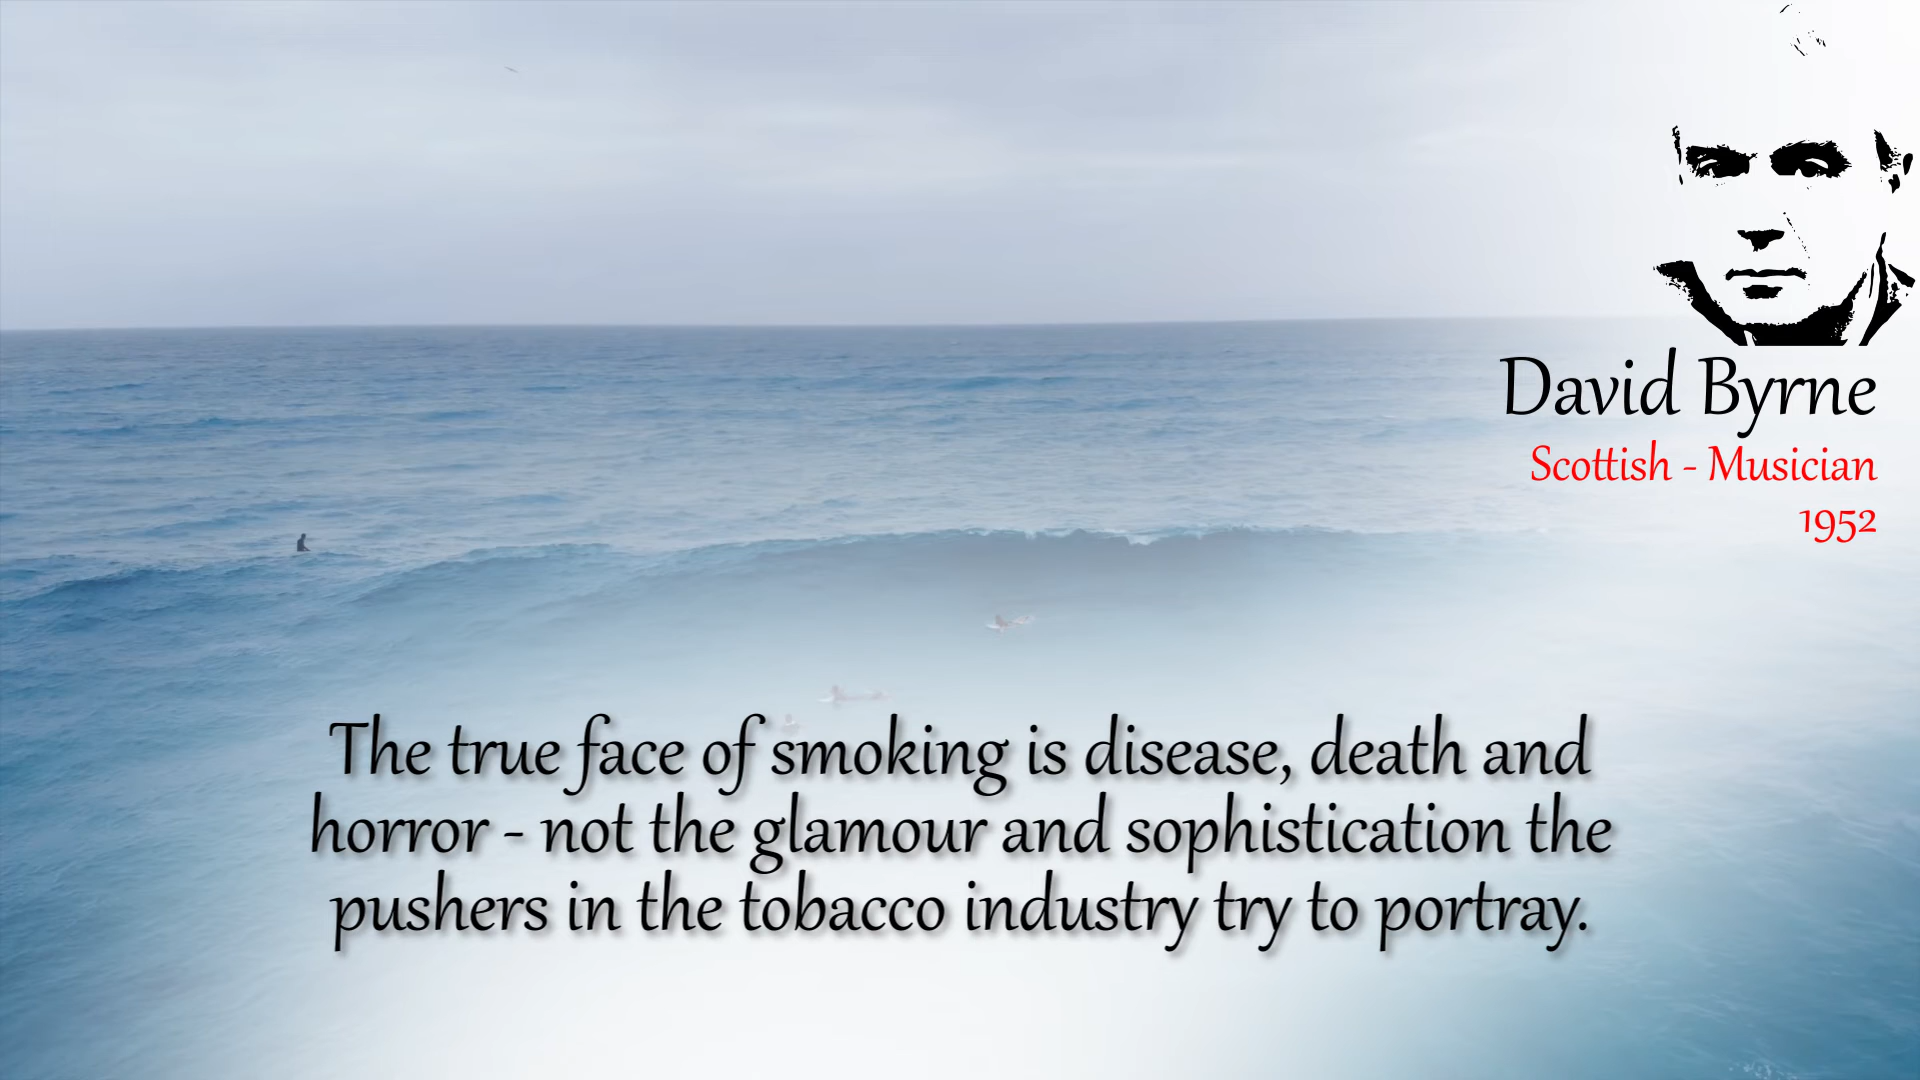 David Byrne
Scottish - Musician
1952
The true face of smoking is disease, death and
horror - not the glamour and sophistication the
pushers in the tobacco industry try to portray.